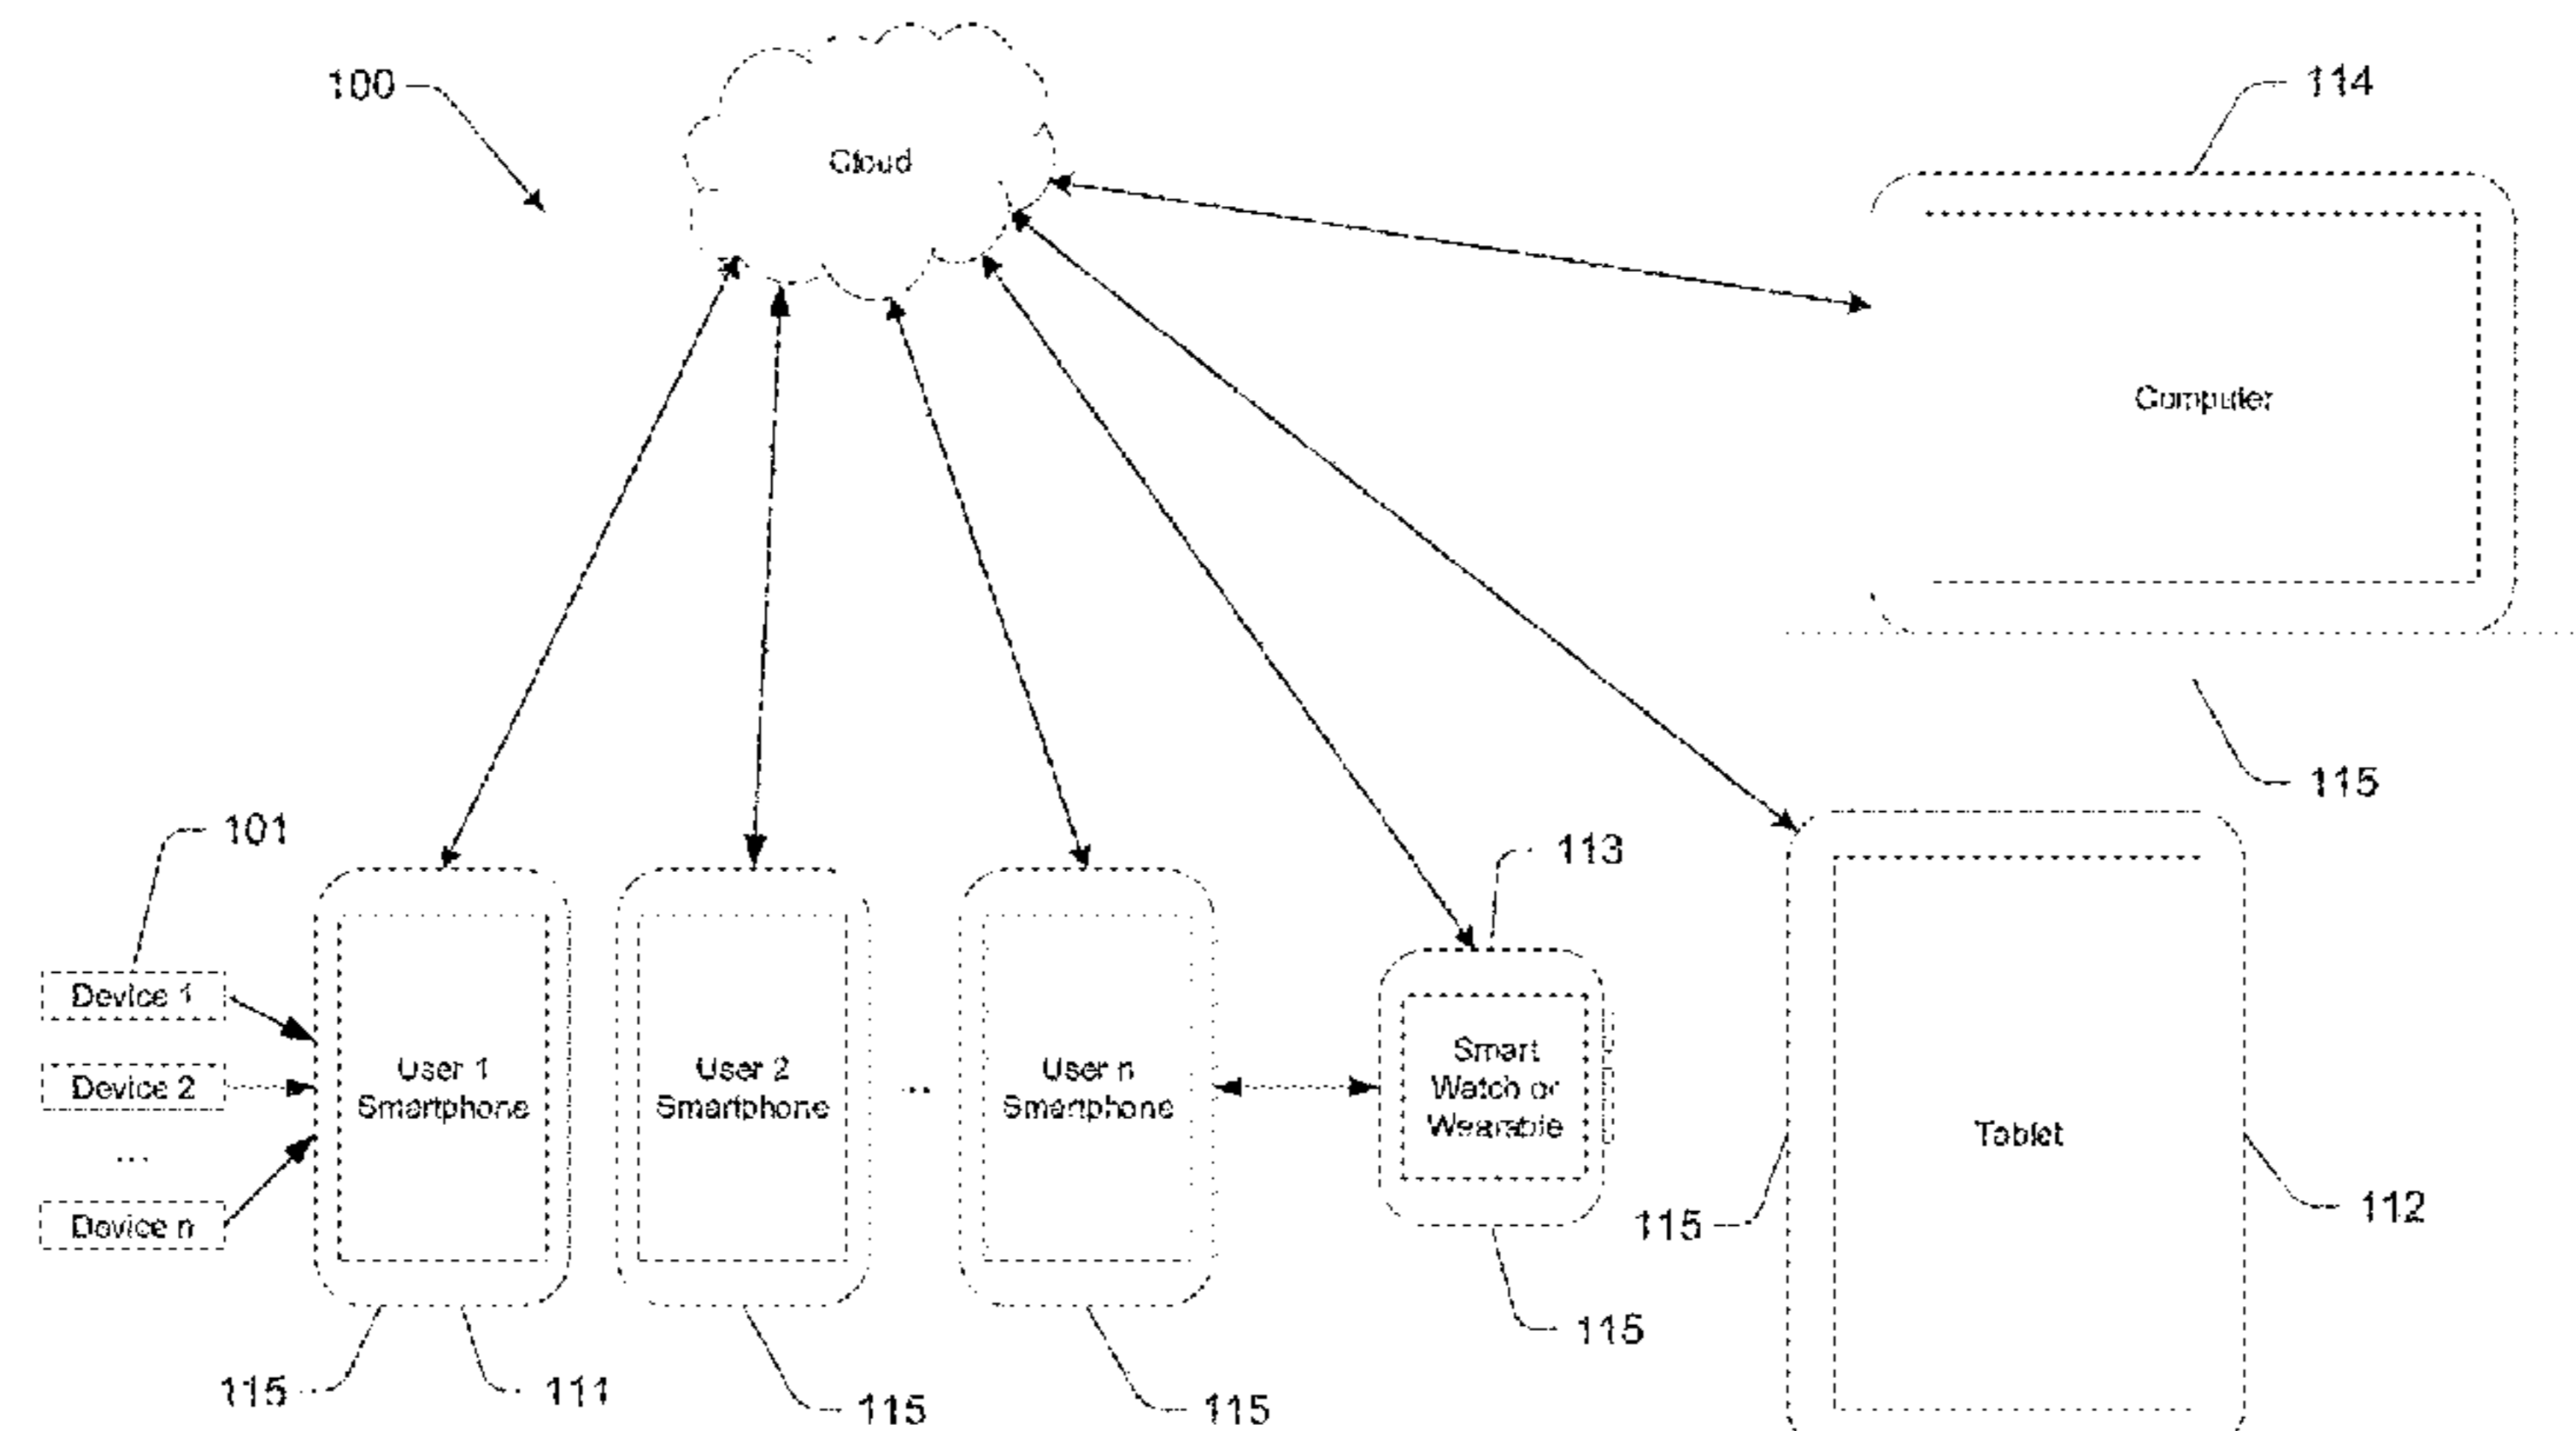 100
Cloud
114
Computer
115
101
113
Device 1
Device 2
...
Device n
User 1
Smartphone
User 2
Smartphone
...
User n
Smartphone
Smart
Watch or
Wearable
Tablet
115
112
115
115
111
115
115